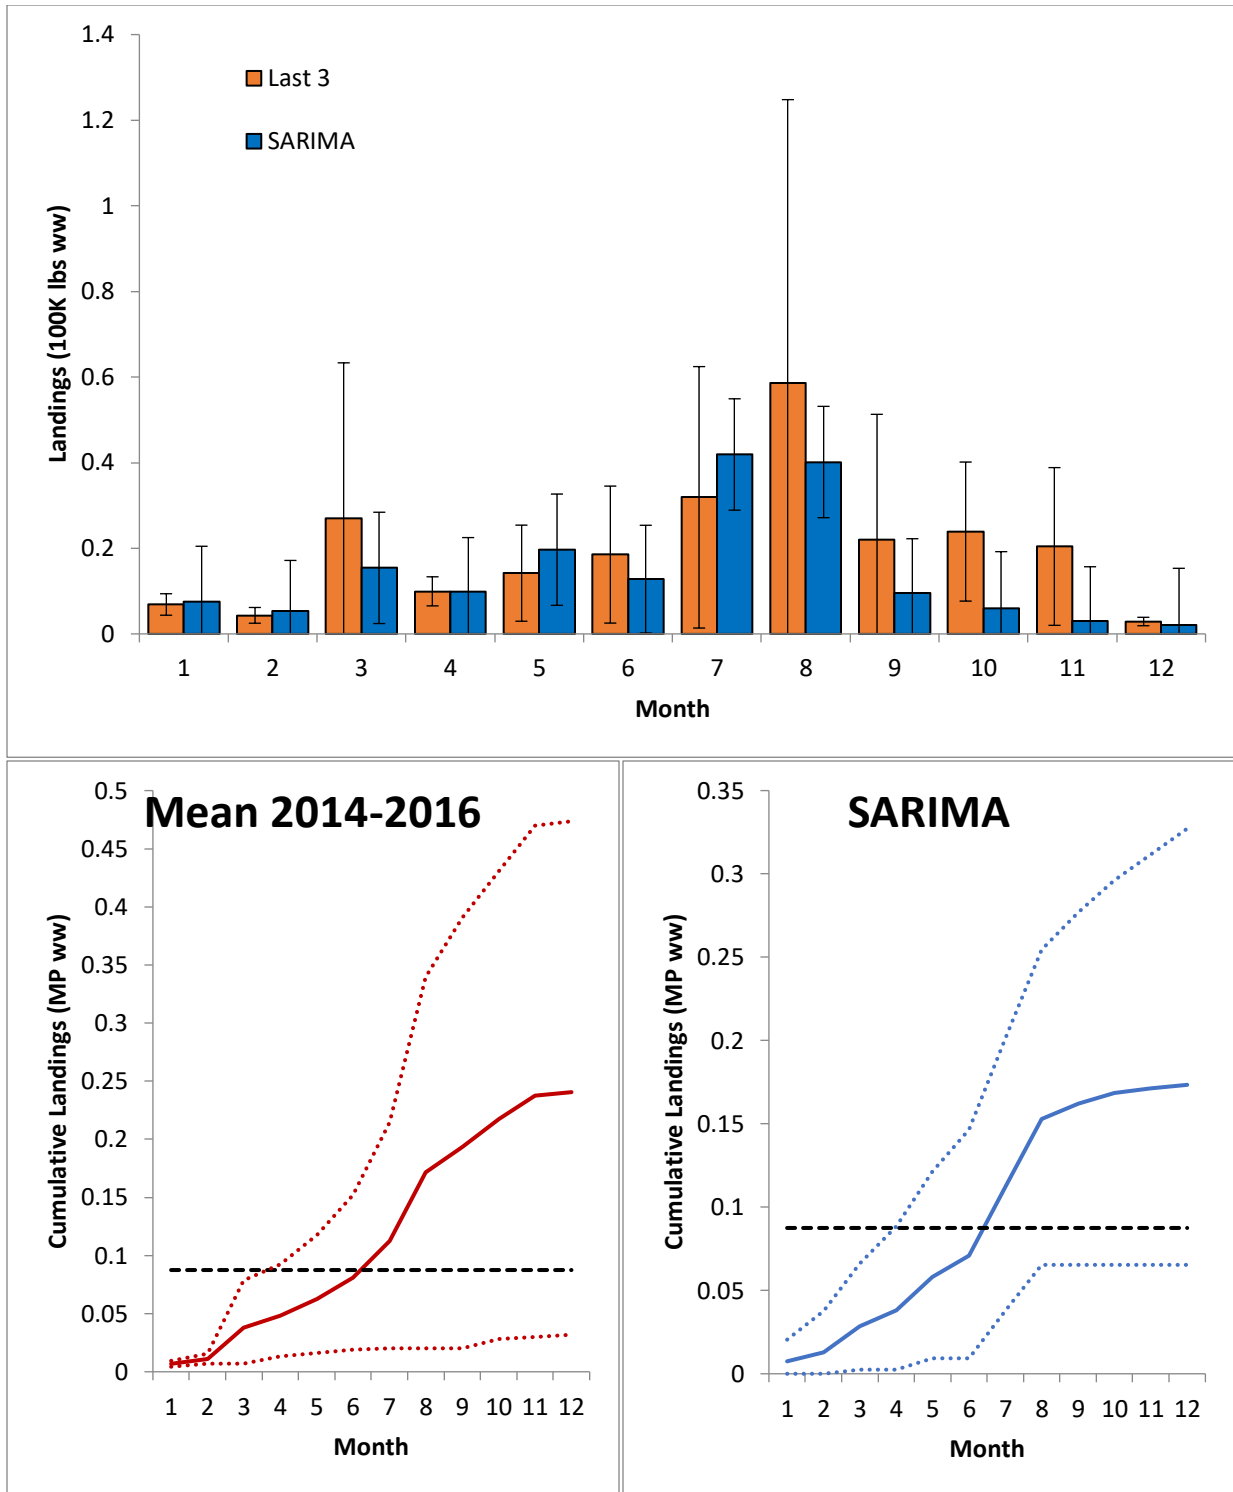 1.4
1.2
1
0.8
0.6
0.4
0.2
0
Landings (100K lbs ww)
Last 3
SARIMA
1 2 3 4 5 6 7 8 9 10 11 12
Month
Mean 2014-2016
0.5
0.45
0.4
0.35
0.3
0.25
0.2
0.15
0.1
0.05
0
Cumulative Landings (MP ww)
1 2 3 4 5 6 7 8 9 10 11 12
Month
SARIMA
0.35
0.3
0.25
0.2
0.15
0.1
0.05
0
Cumulative Landings (MP ww)
1 2 3 4 5 6 7 8 9 10 11 12
Month